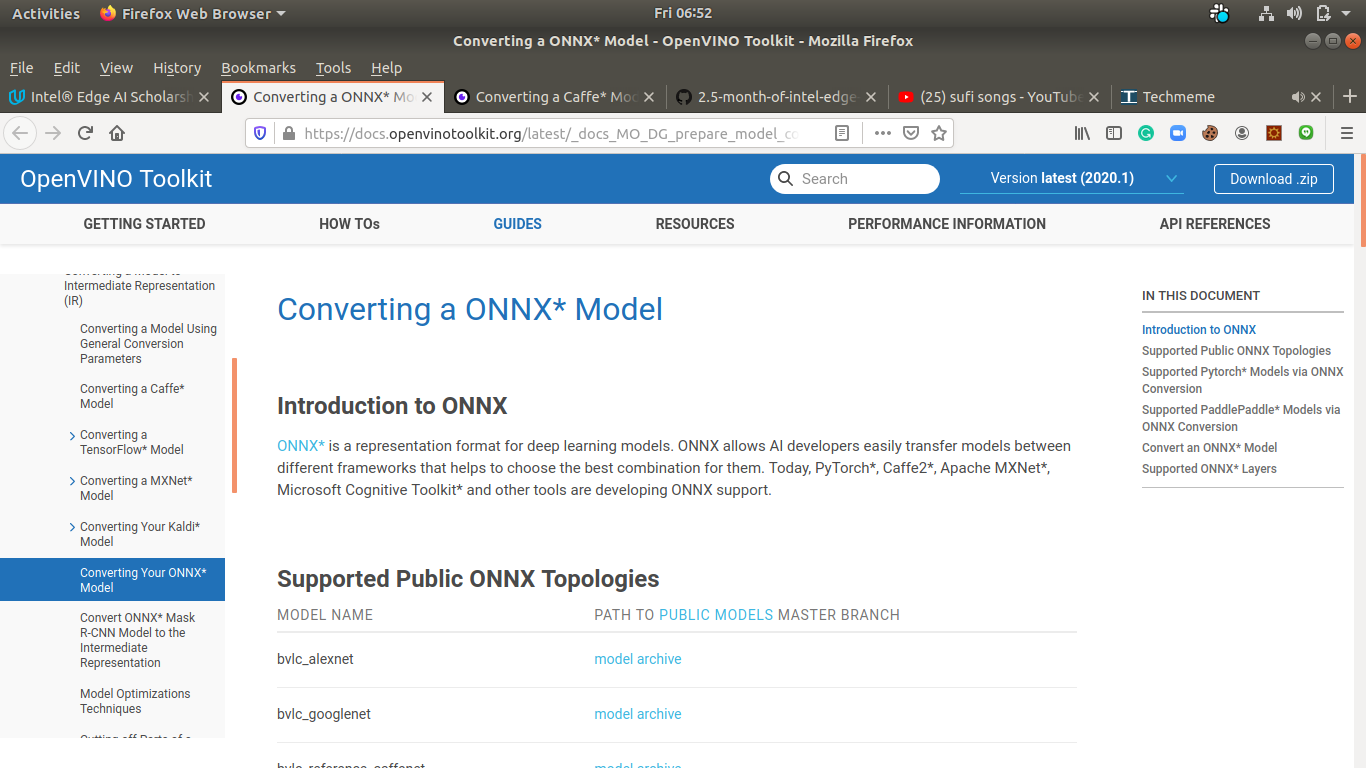 Activities Firefox Web Browser Fri 06:52
Converting a ONNX* Model - OpenVINO Toolkit - Mozilla Firefox
File Edit View History Bookmarks Tools Help
Intel® Edge AI Scholarsh Converting a ONNX* Mo Converting a Caffe* Mod 2.5-month-of-intel-edge- (25) sufi songs - YouTube Techmeme
https://docs.openvinotoolkit.org/latest/_docs_MO_DG_prepare_model_co
OpenVINO Toolkit Search Version latest (2020.1) Download .zip
GETTING STARTED HOW TOs GUIDES RESOURCES PERFORMANCE INFORMATION API REFERENCES
Converting a Model to
Intermediate Representation
(IR)
Converting a Model Using
General Conversion
Parameters
Converting a Caffe*
Model
Converting a
TensorFlow* Model
Converting a MXNet*
Model
Converting Your Kaldi*
Model
Converting Your ONNX*
Model
Convert ONNX* Mask
R-CNN Model to the
Intermediate
Representation
Model Optimizations
Techniques
Cutting off Parts of a
Converting a ONNX* Model
Introduction to ONNX
ONNX* is a representation format for deep learning models. ONNX allows AI developers easily transfer models between
different frameworks that helps to choose the best combination for them. Today, PyTorch*, Caffe2*, Apache MXNet*,
Microsoft Cognitive Toolkit* and other tools are developing ONNX support.
Supported Public ONNX Topologies
MODEL NAME PATH TO PUBLIC MODELS MASTER BRANCH
bvlc_alexnet model archive
bvlc_googlenet model archive
bvlc_reference_caffenet model archive
IN THIS DOCUMENT
Introduction to ONNX
Supported Public ONNX Topologies
Supported Pytorch* Models via ONNX
Conversion
Supported PaddlePaddle* Models via
ONNX Conversion
Convert an ONNX* Model
Supported ONNX* Layers